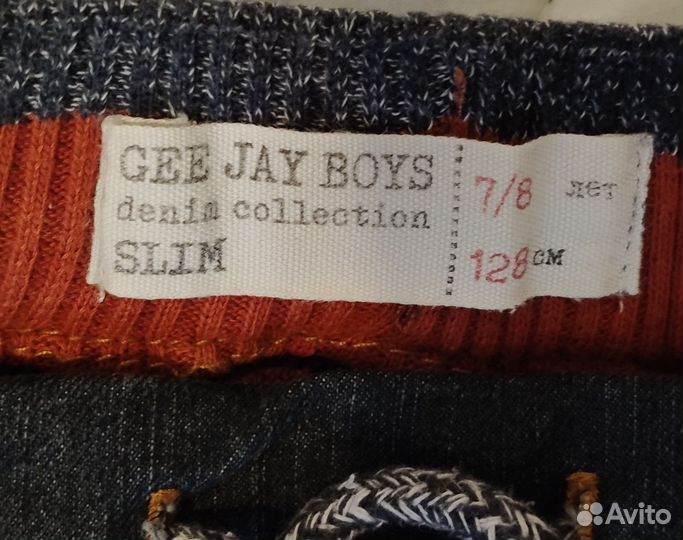 GEE JAY BOYS
denim collection
SLIM
7/8 лет
128 см
Avito